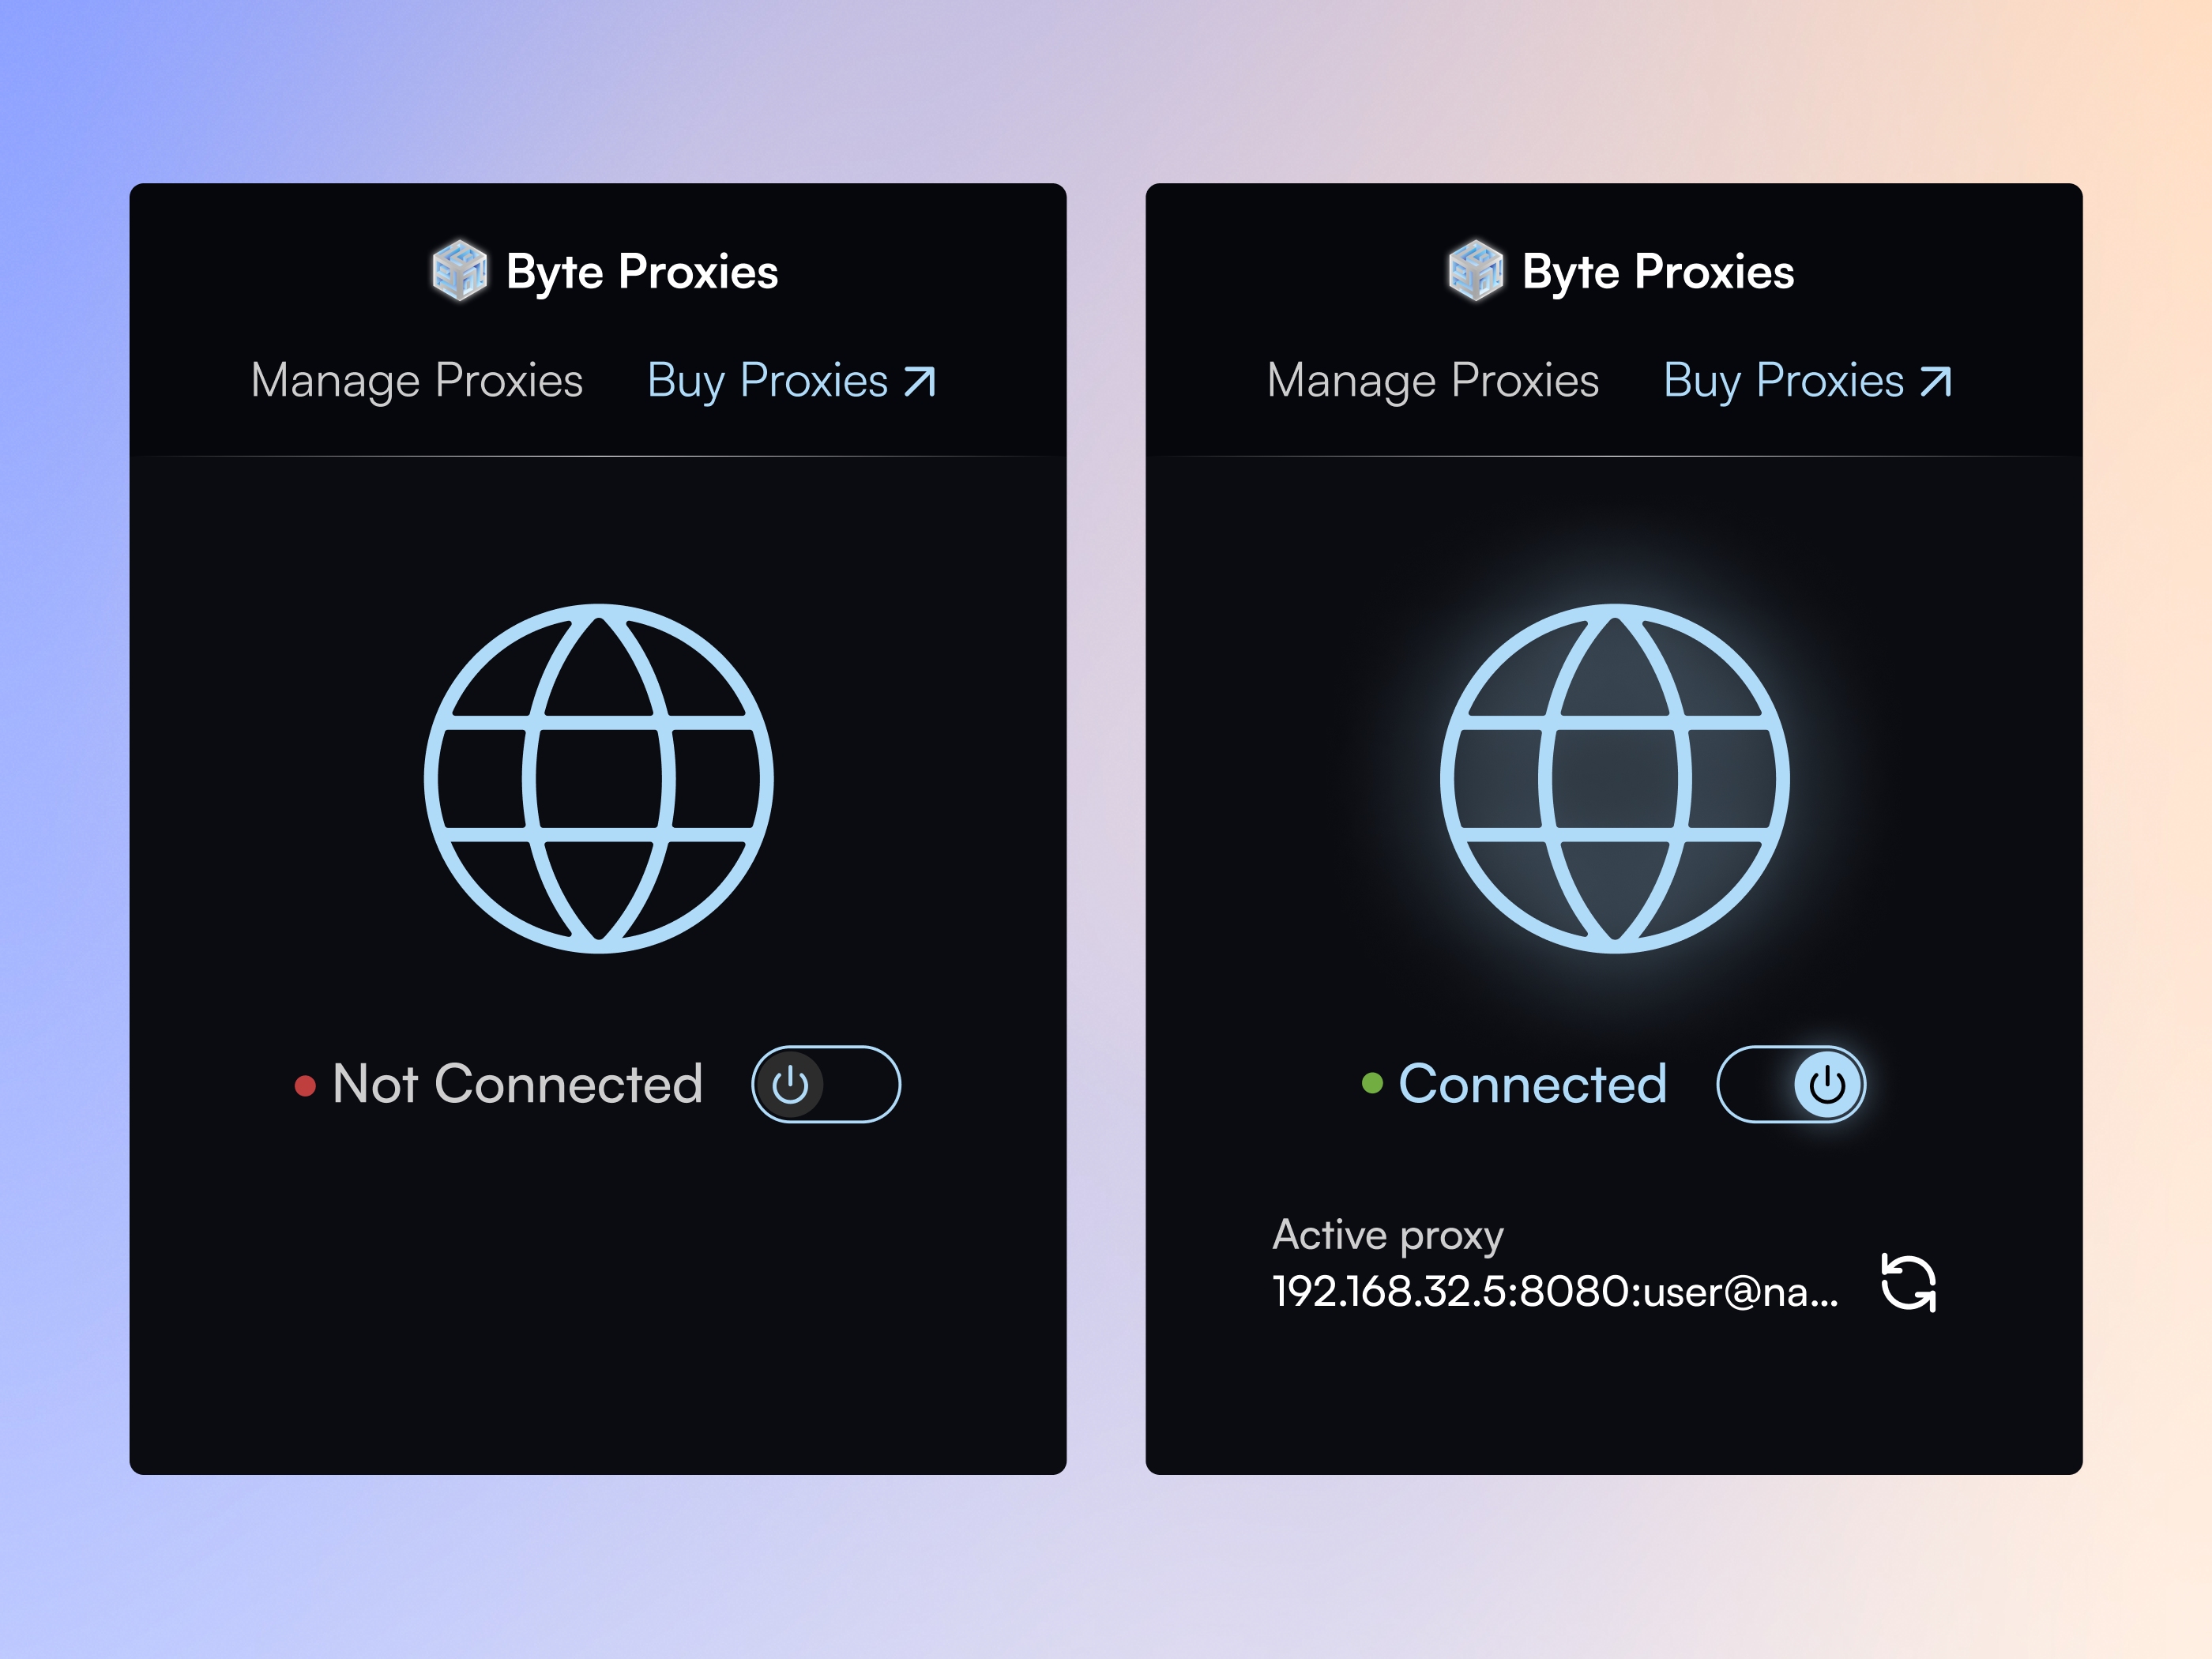 Byte Proxies
Manage Proxies Buy Proxies
Not Connected
Byte Proxies
Manage Proxies Buy Proxies
Connected
Active proxy
192.168.32.5:8080:user@na...